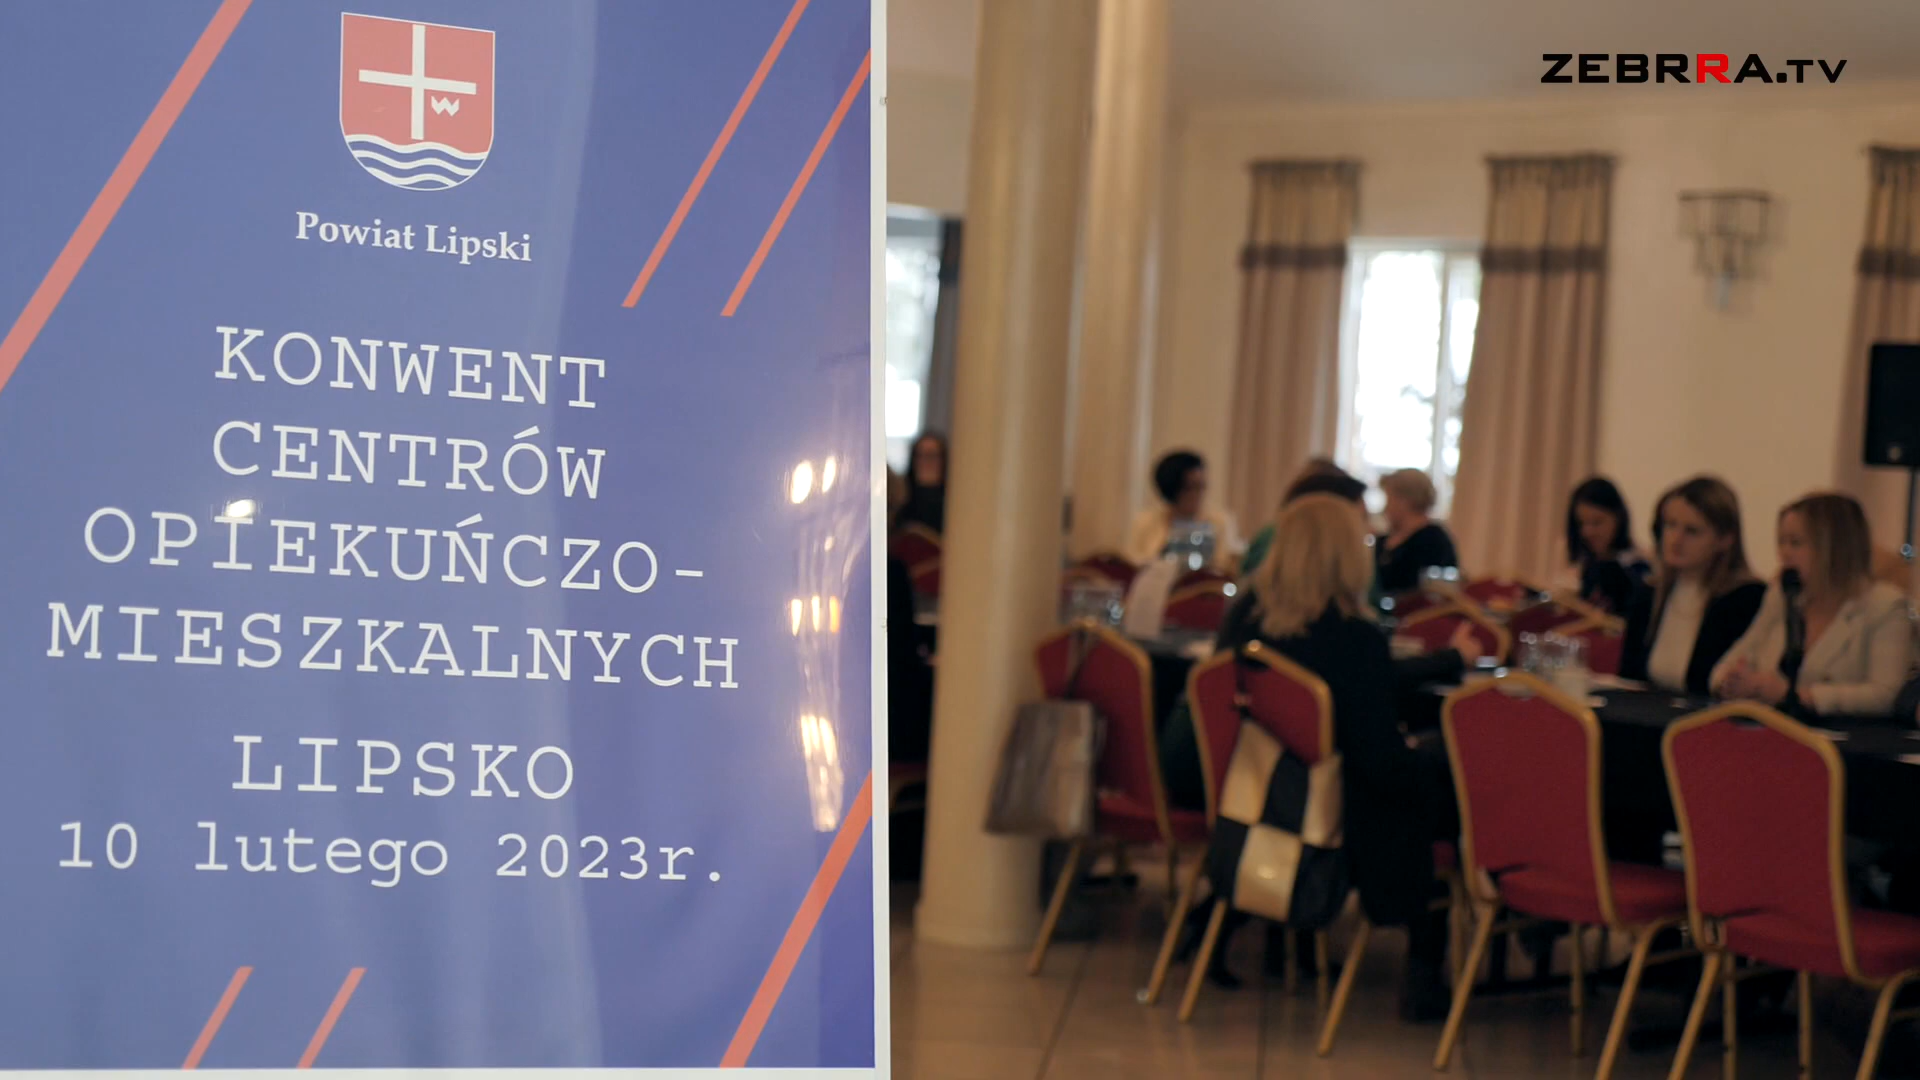 ZEBRRA.TV
Powiat Lipski
KONWENT
CENTRÓW
OPIEKUŃCZO-
MIESZKALNYCH
LIPSKO
10 lutego 2023r.